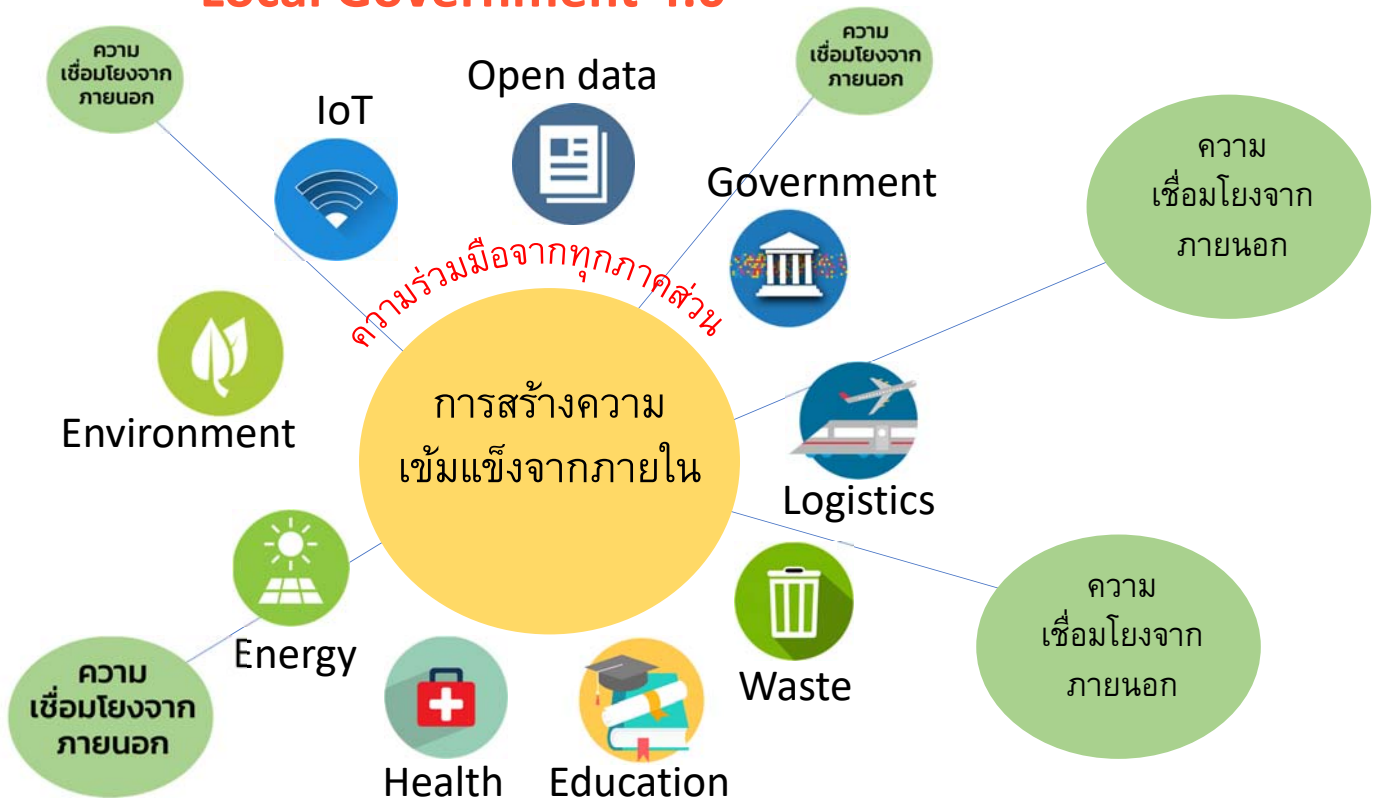 Local Government 4.0
ความ
เชื่อมโยงจาก
ภายนอก
ความ
เชื่อมโยงจาก
ภายนอก
Open data
IoT
Government
ความ
เชื่อมโยงจาก
ภายนอก
ความร่วมมือจากทุกภาคส่วน
การสร้างความ
เข้มแข็งจากภายใน
Environment
Logistics
Energy
Waste
ความ
เชื่อมโยงจาก
ภายนอก
ความ
เชื่อมโยงจาก
ภายนอก
Health
Education